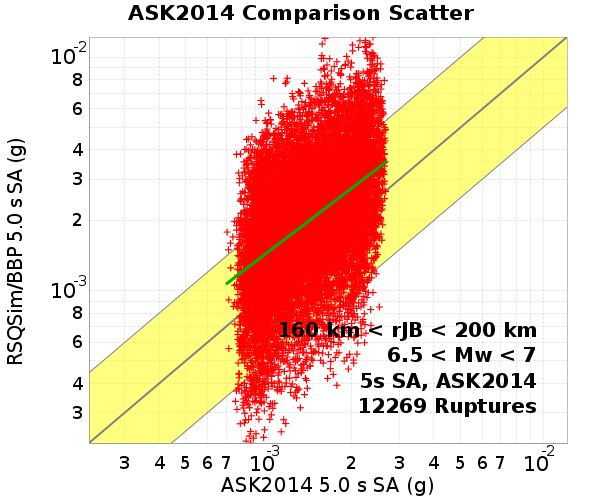 ASK2014 Comparison Scatter
RSQSim/BBP 5.0 s SA (g)
10⁻²
8
6
4
3
2
10⁻³
8
6
4
3
160 km < rJB < 200 km
6.5 < Mw < 7
5s SA, ASK2014
12269 Ruptures
3 4 5 6 7 10⁻³ 2 3 4 5 6 7 10⁻²
ASK2014 5.0 s SA (g)